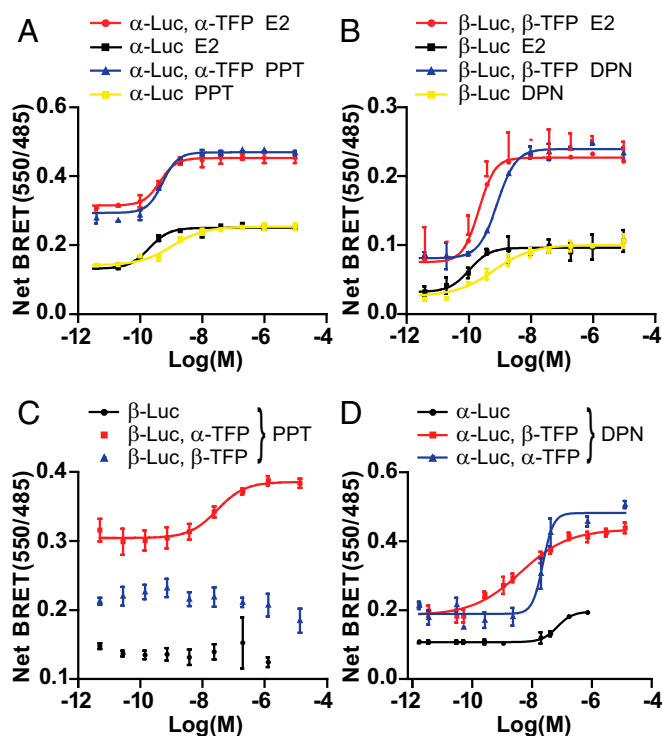 A
α-Luc, α-TFP E2
α-Luc E2
α-Luc, α-TFP PPT
α-Luc PPT
Net BRET(550/485)
0.6
0.4
0.2
0.0
-12 -10 -8 -6 -4
Log(M)
B
β-Luc, β-TFP E2
β-Luc E2
β-Luc, β-TFP DPN
β-Luc DPN
Net BRET(550/485)
0.3
0.2
0.1
0.0
-12 -10 -8 -6 -4
Log(M)
C
β-Luc
β-Luc, α-TFP } PPT
β-Luc, β-TFP
Net BRET(550/485)
0.4
0.3
0.2
0.1
-12 -10 -8 -6 -4
Log(M)
D
α-Luc
α-Luc, β-TFP } DPN
α-Luc, α-TFP
Net BRET(550/485)
0.6
0.4
0.2
0.0
-12 -10 -8 -6 -4
Log(M)